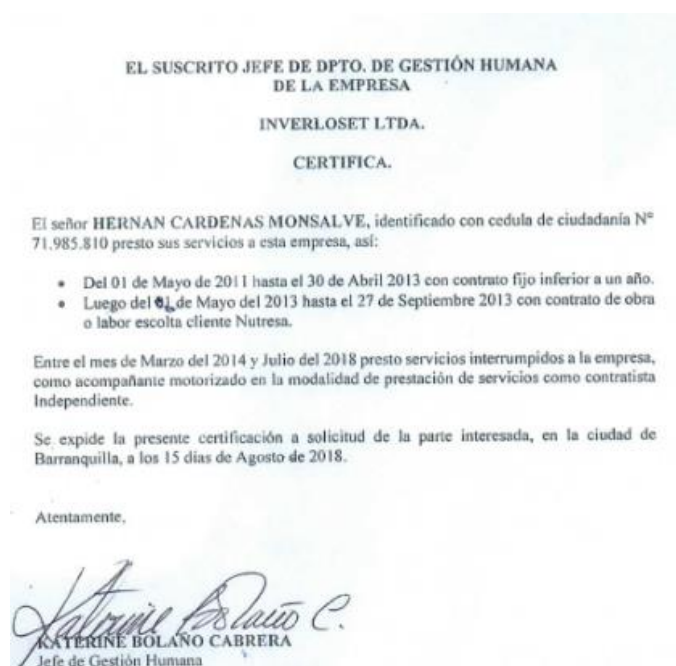 EL SUSCRITO JEFE DE DPTO. DE GESTIÓN HUMANA
DE LA EMPRESA
INVERLOSET LTDA.
CERTIFICA.
El señor HERNAN CARDENAS MONSALVE, identificado con cedula de ciudadanía N°
71.985.810 presto sus servicios a esta empresa, así:
• Del 01 de Mayo de 2011 hasta el 30 de Abril 2013 con contrato fijo inferior a un año.
• Luego del 01 de Mayo del 2013 hasta el 27 de Septiembre 2013 con contrato de obra
o labor escolta cliente Nutresa.
Entre el mes de Marzo del 2014 y Julio del 2018 presto servicios interrumpidos a la empresa,
como acompañante motorizado en la modalidad de prestación de servicios como contratista
Independiente.
Se expide la presente certificación a solicitud de la parte interesada, en la ciudad de
Barranquilla, a los 15 días de Agosto de 2018.
Atentamente,
Katerine Bolaño C.
KATERINE BOLAÑO CABRERA
Jefe de Gestión Humana